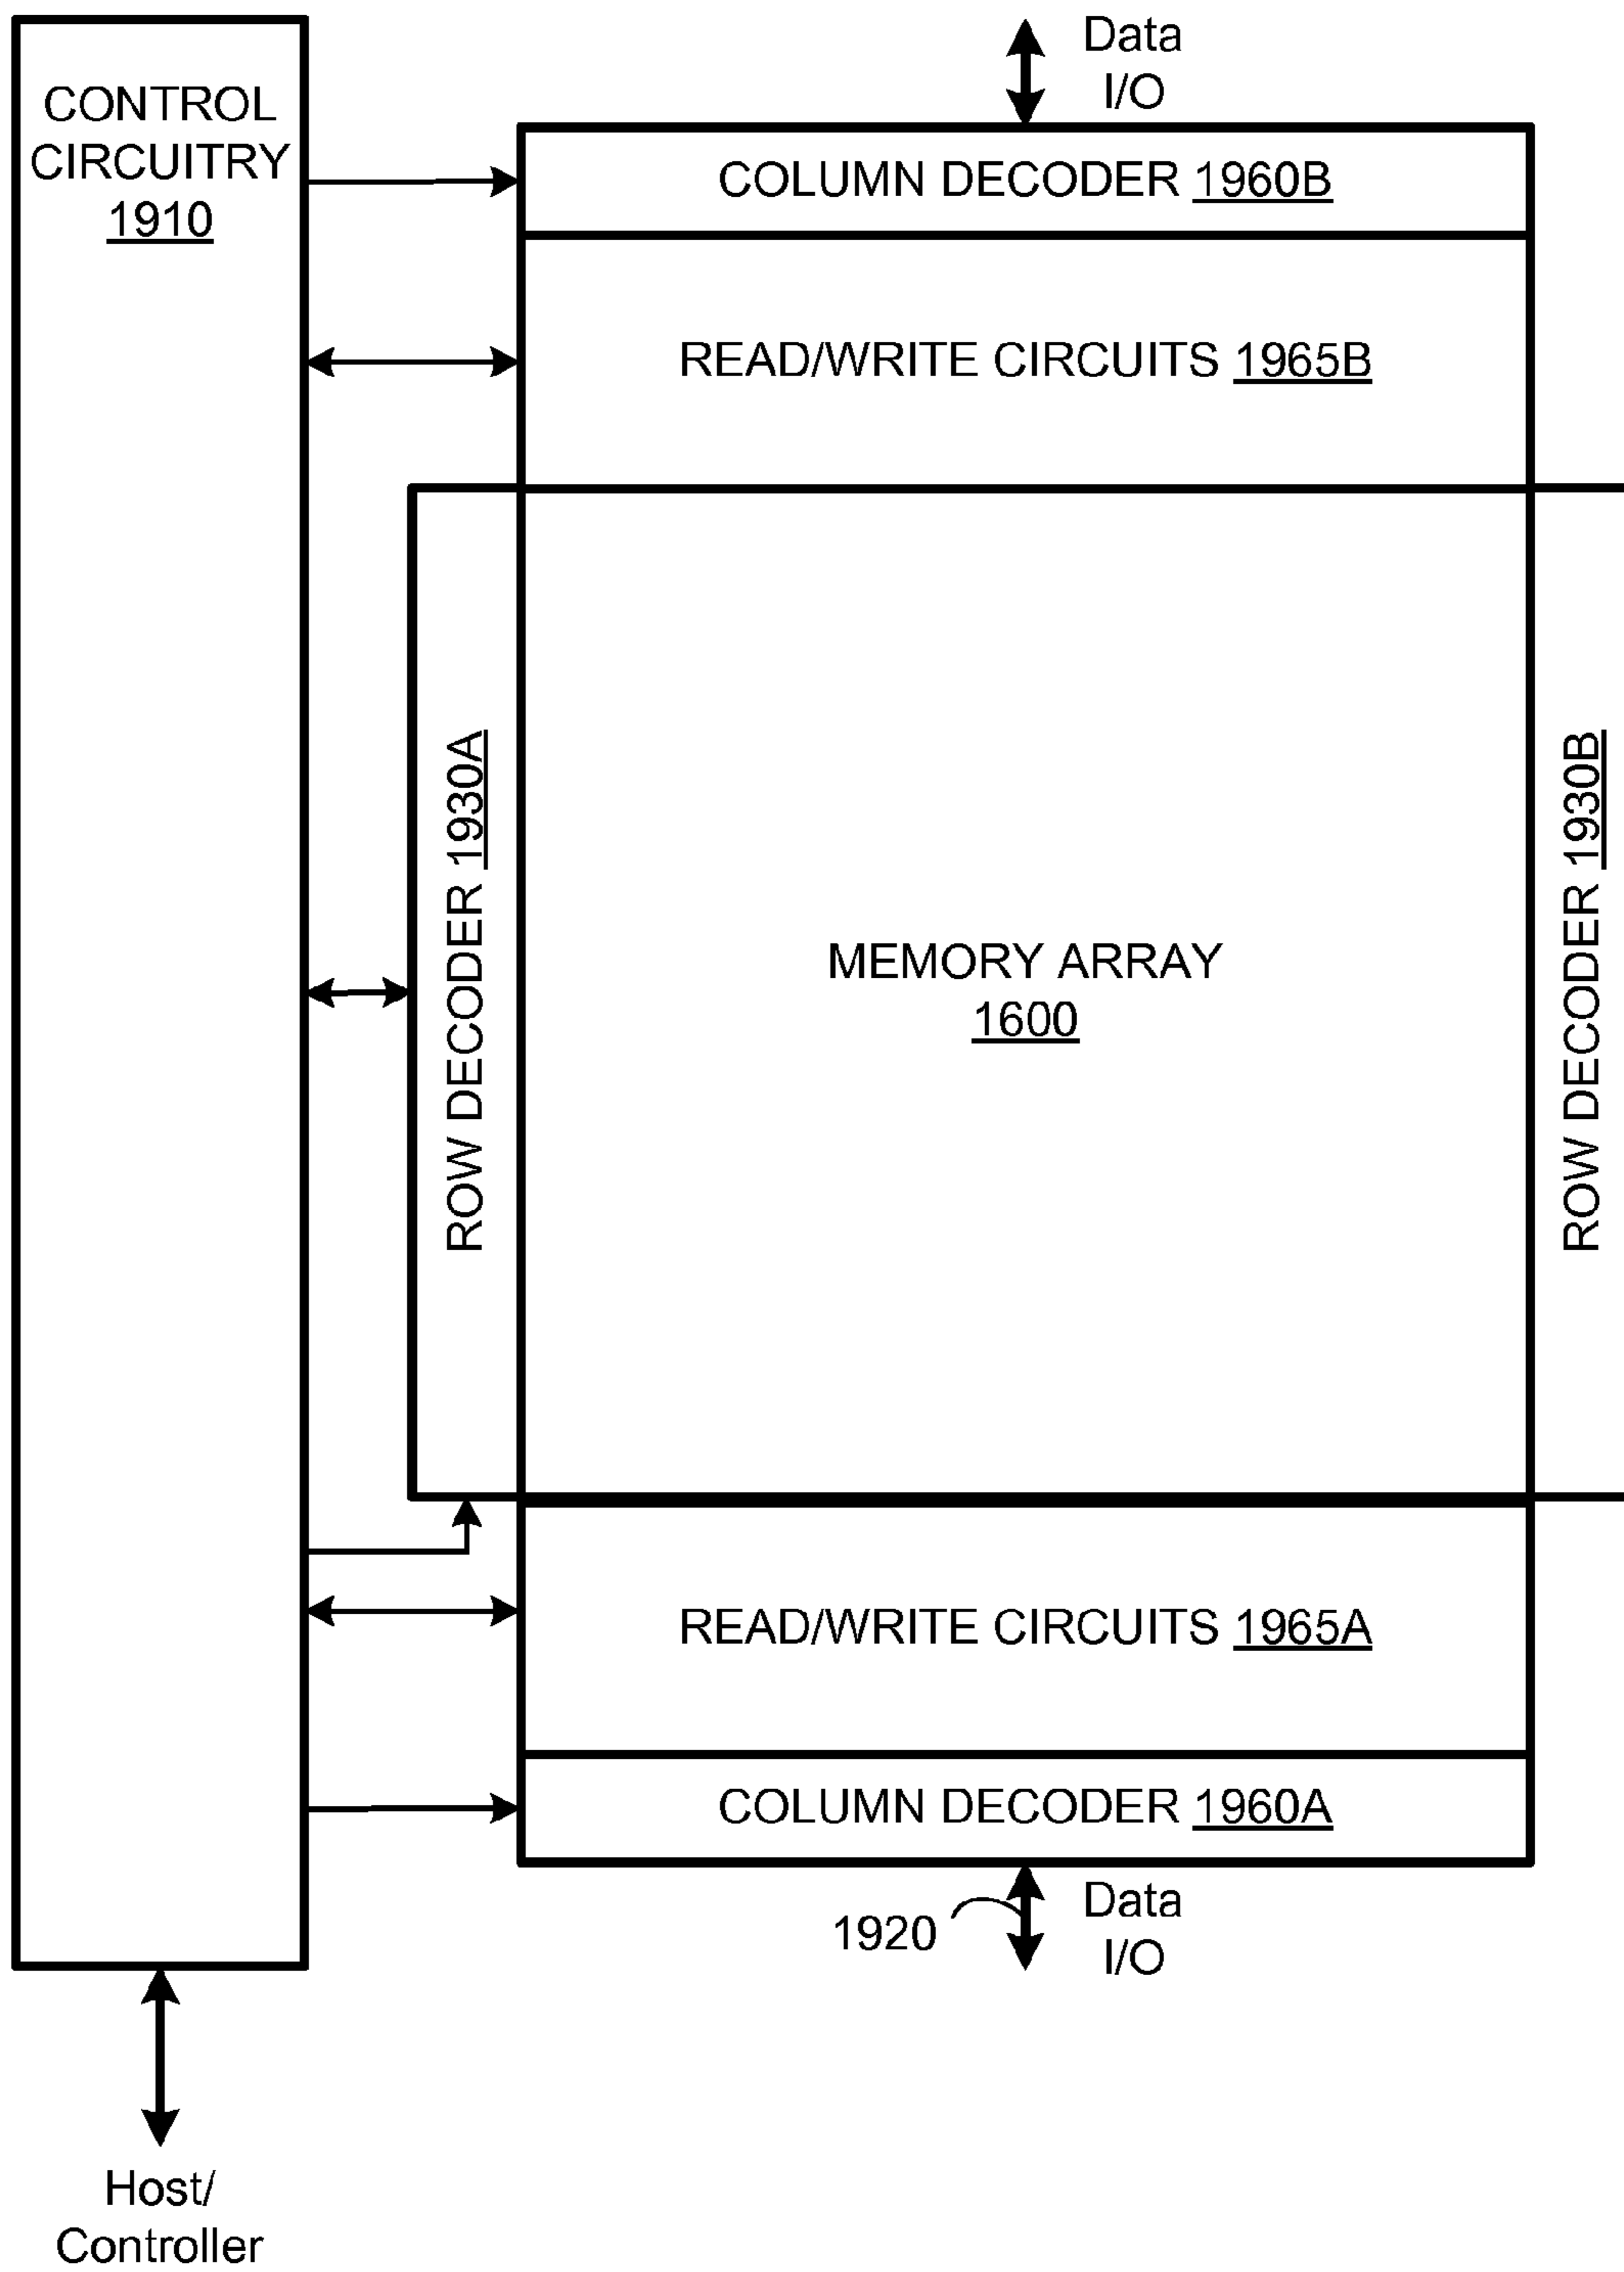 Data
I/O
CONTROL
CIRCUITRY
1910
COLUMN DECODER 1960B
READ/WRITE CIRCUITS 1965B
ROW DECODER 1930A
MEMORY ARRAY
1600
ROW DECODER 1930B
READ/WRITE CIRCUITS 1965A
COLUMN DECODER 1960A
1920
Data
I/O
Host/
Controller